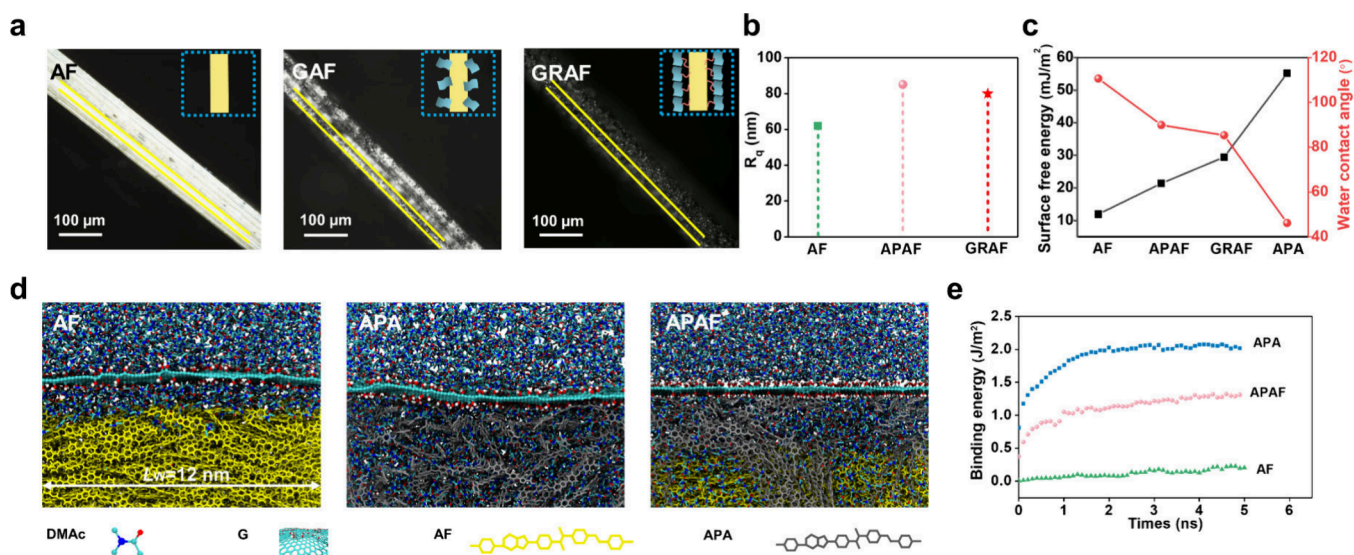 a
AF
100 μm
GAF
100 μm
GRAF
100 μm
b
100
80
60
40
20
0
R_q (nm)
AF
APAF
GRAF
c
60
50
40
30
20
10
Surface free energy (mJ/m²)
120
100
80
60
40
Water contact angle (°)
AF
APAF
GRAF
APA
d
AF
Lw=12 nm
APA
APAF
DMAc
G
AF
APA
e
2.5
2.0
1.5
1.0
0.5
0.0
Binding energy (J/m²)
APA
APAF
AF
0
1
2
3
4
5
6
Times (ns)